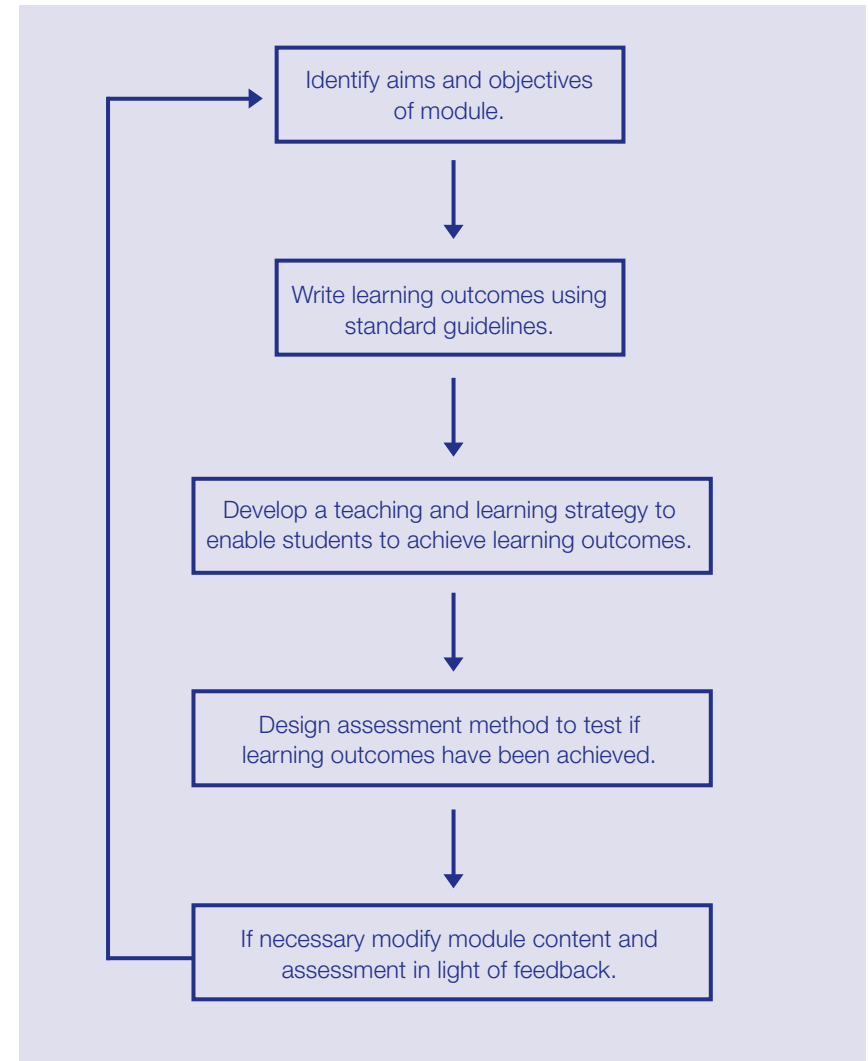 Identify aims and objectives
of module.
Write learning outcomes using
standard guidelines.
Develop a teaching and learning strategy to
enable students to achieve learning outcomes.
Design assessment method to test if
learning outcomes have been achieved.
If necessary modify module content and
assessment in light of feedback.